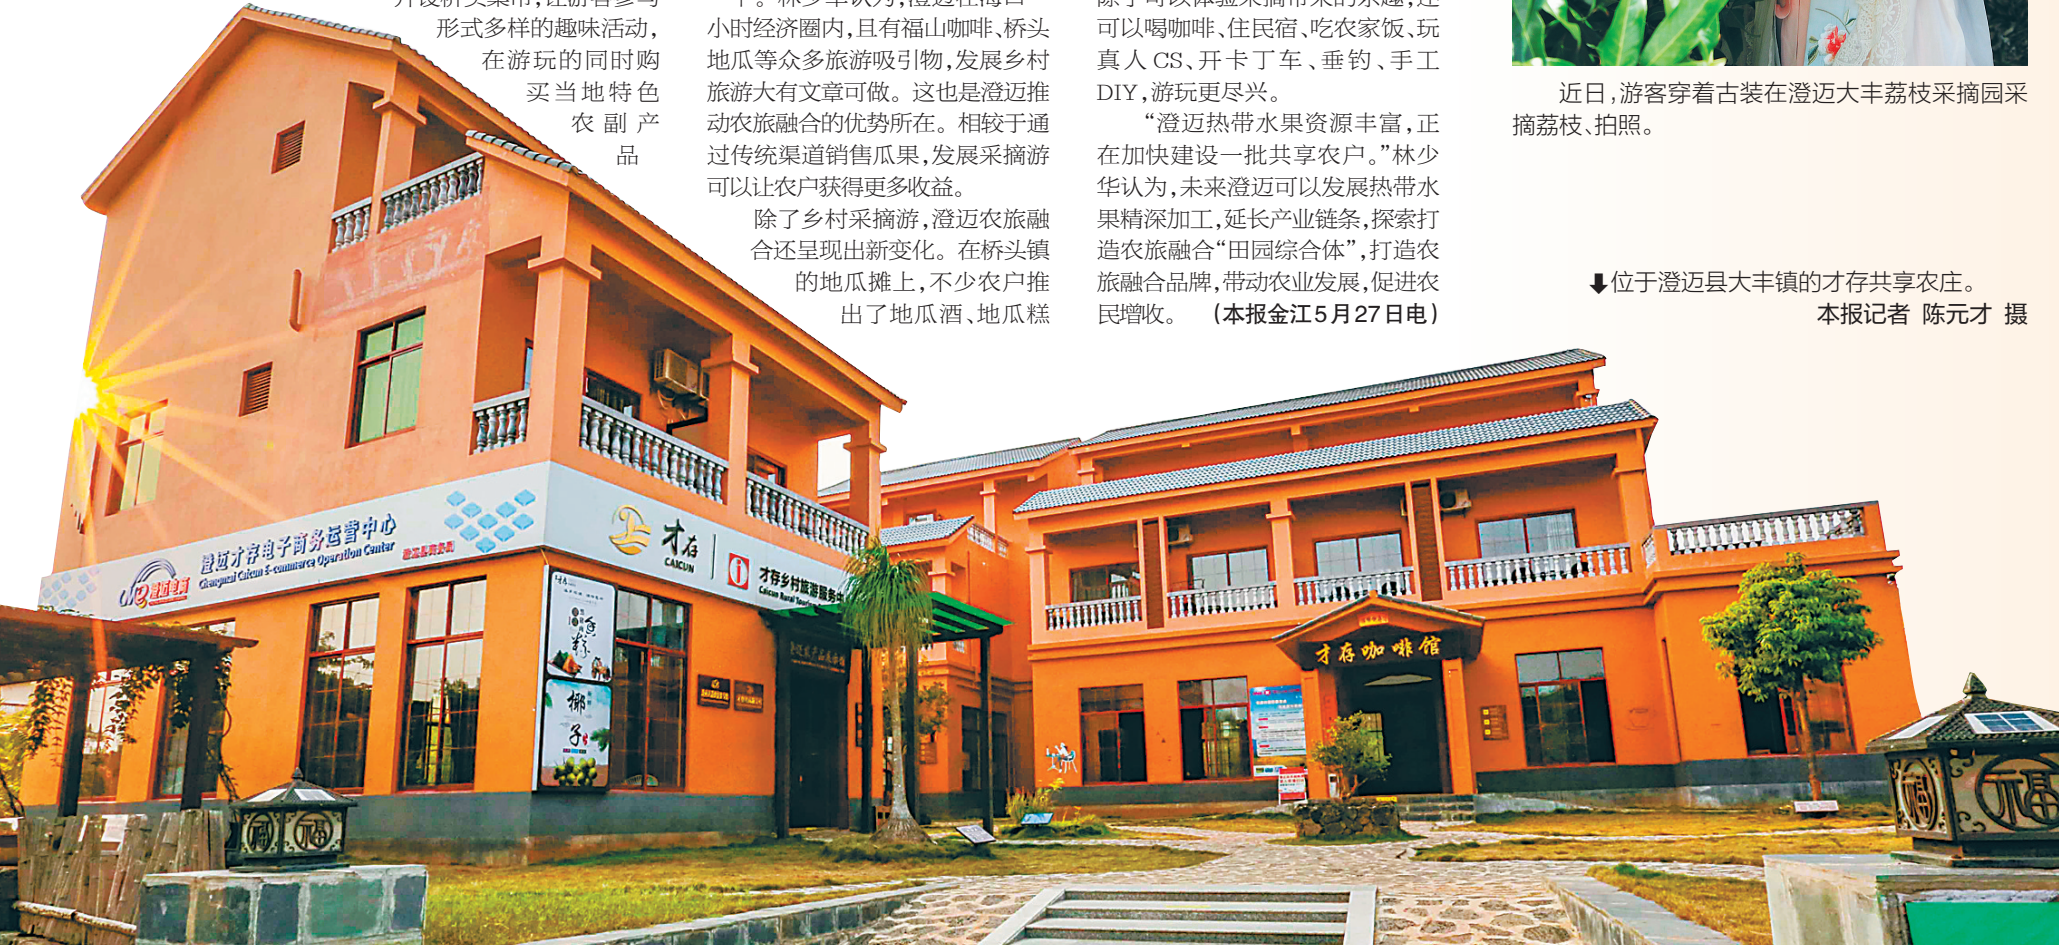 形式多样的趣味活动，
在游玩的同时购
买当地特色
农副产
品
小时经济圈内，且有福山咖啡、桥头
地瓜等众多旅游吸引物，发展乡村
旅游大有文章可做。这也是澄迈推
动农旅融合的优势所在。相较于通
过传统渠道销售瓜果，发展采摘游
可以让农户获得更多收益。
除了乡村采摘游，澄迈农旅融
合还呈现出新变化。在桥头镇
的地瓜摊上，不少农户推
出了地瓜酒、地瓜糕
可以喝咖啡、住民宿、吃农家饭、玩
真人CS、开卡丁车、垂钓、手工
DIY，游玩更尽兴。
“澄迈热带水果资源丰富，正
在加快建设一批共享农户。”林少
华认为，未来澄迈可以发展热带水
果精深加工，延长产业链条，探索打
造农旅融合“田园综合体”，打造农
旅融合品牌，带动农业发展，促进农
民增收。 （本报金江5月27日电）
近日，游客穿着古装在澄迈大丰荔枝采摘园采
摘荔枝、拍照。
⬇位于澄迈县大丰镇的才存共享农庄。
本报记者 陈元才 摄
澄迈电商
澄迈才存电子商务运营中心
Chengmai Caicun E-commerce Operation Center
才存
CAICUN
才存乡村旅游服务中
Caicun Rural Tour
椰
子
才存咖啡馆
福
福